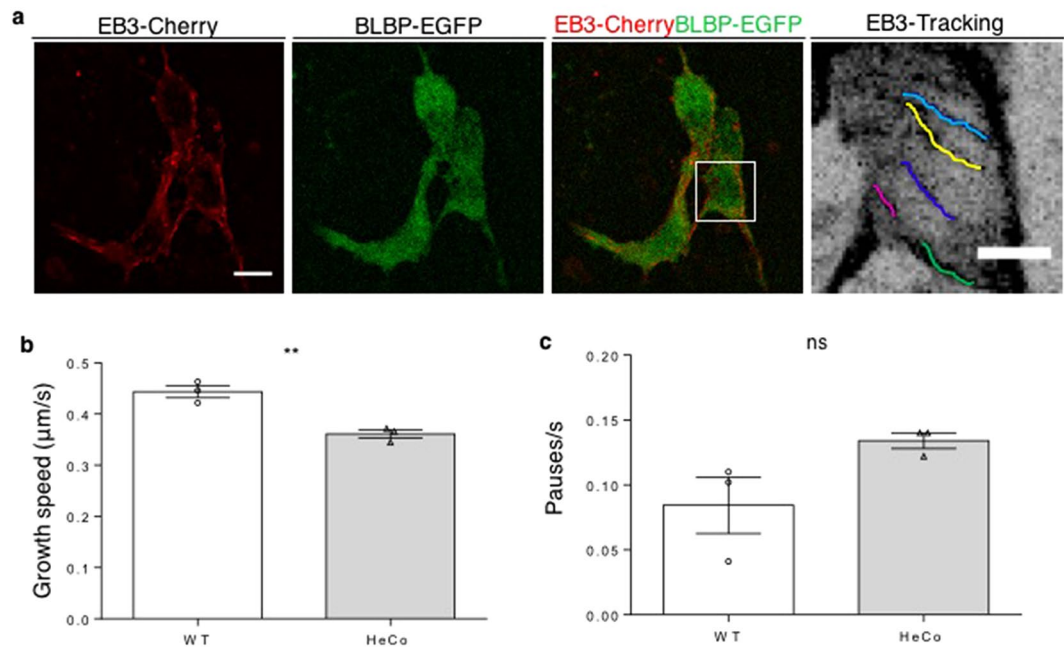 a
EB3-Cherry
BLBP-EGFP
EB3-CherryBLBP-EGFP
EB3-Tracking
b
**
Growth speed (µm/s)
0.5
0.4
0.3
0.2
0.1
0.0
WT
HeCo
c
ns
Pauses/s
0.20
0.15
0.10
0.05
0.00
WT
HeCo